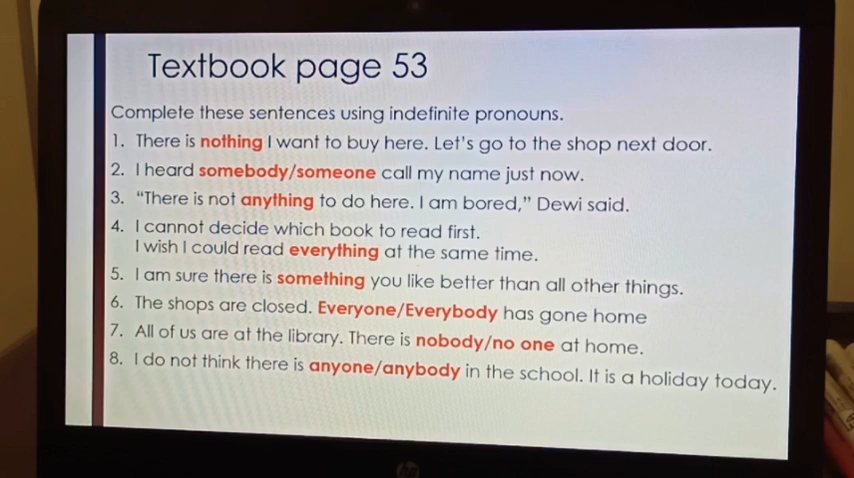 Textbook page 53
Complete these sentences using indefinite pronouns.
1. There is nothing I want to buy here. Let's go to the shop next door.
2. I heard somebody/someone call my name just now.
3. "There is not anything to do here. I am bored," Dewi said.
4. I cannot decide which book to read first.
I wish I could read everything at the same time.
5. I am sure there is something you like better than all other things.
6. The shops are closed. Everyone/Everybody has gone home
7. All of us are at the library. There is nobody/no one at home.
8. I do not think there is anyone/anybody in the school. It is a holiday today.
hp